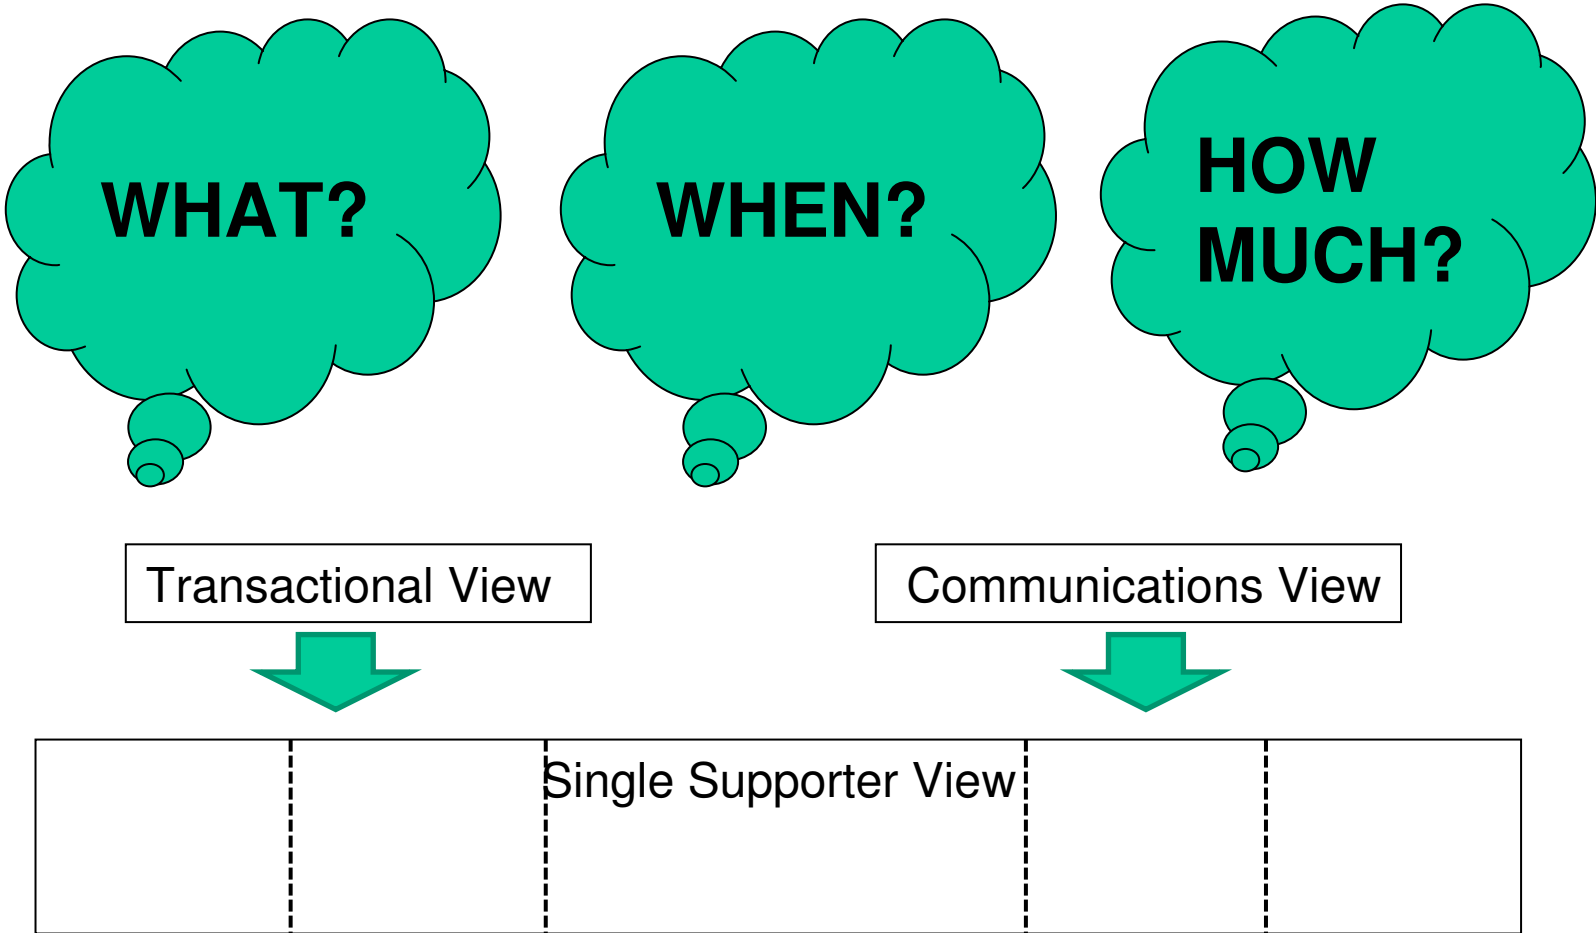 WHAT?
WHEN?
HOW
MUCH?
Transactional View
Communications View
Single Supporter View